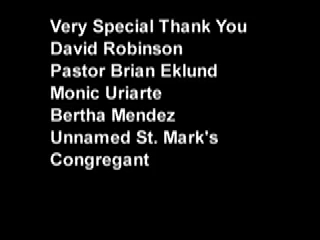 Very Special Thank You
David Robinson
Pastor Brian Eklund
Monic Uriarte
Bertha Mendez
Unnamed St. Mark's
Congregant